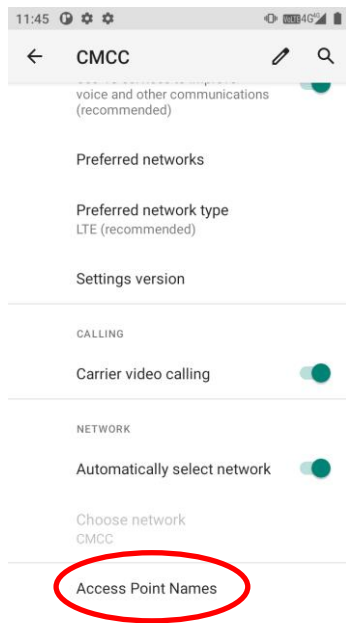 11:45 4G
CMCC
voice and other communications
(recommended)
Preferred networks
Preferred network type
LTE (recommended)
Settings version
CALLING
Carrier video calling
NETWORK
Automatically select network
Choose network
CMCC
Access Point Names